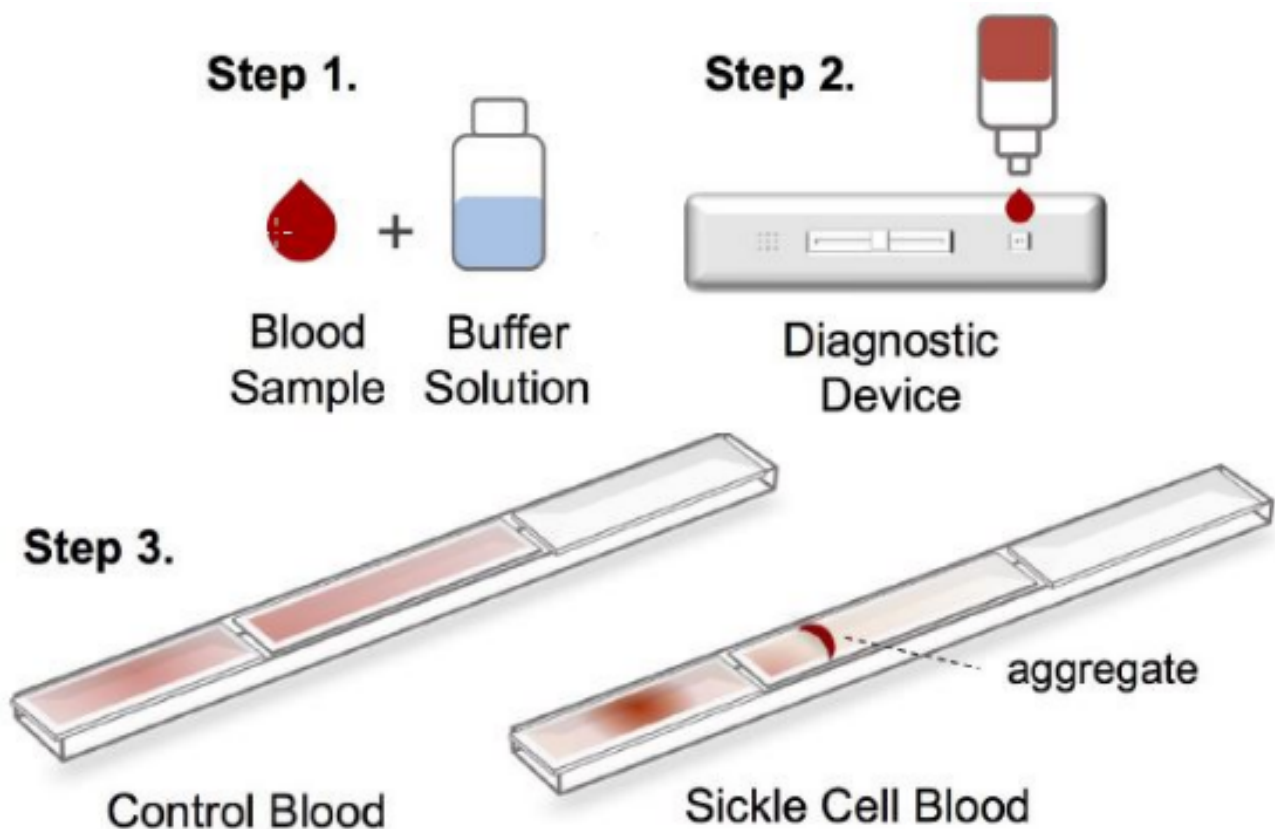 Step 1.
+
Blood
Sample
Buffer
Solution
Step 2.
Diagnostic
Device
Step 3.
aggregate
Control Blood
Sickle Cell Blood